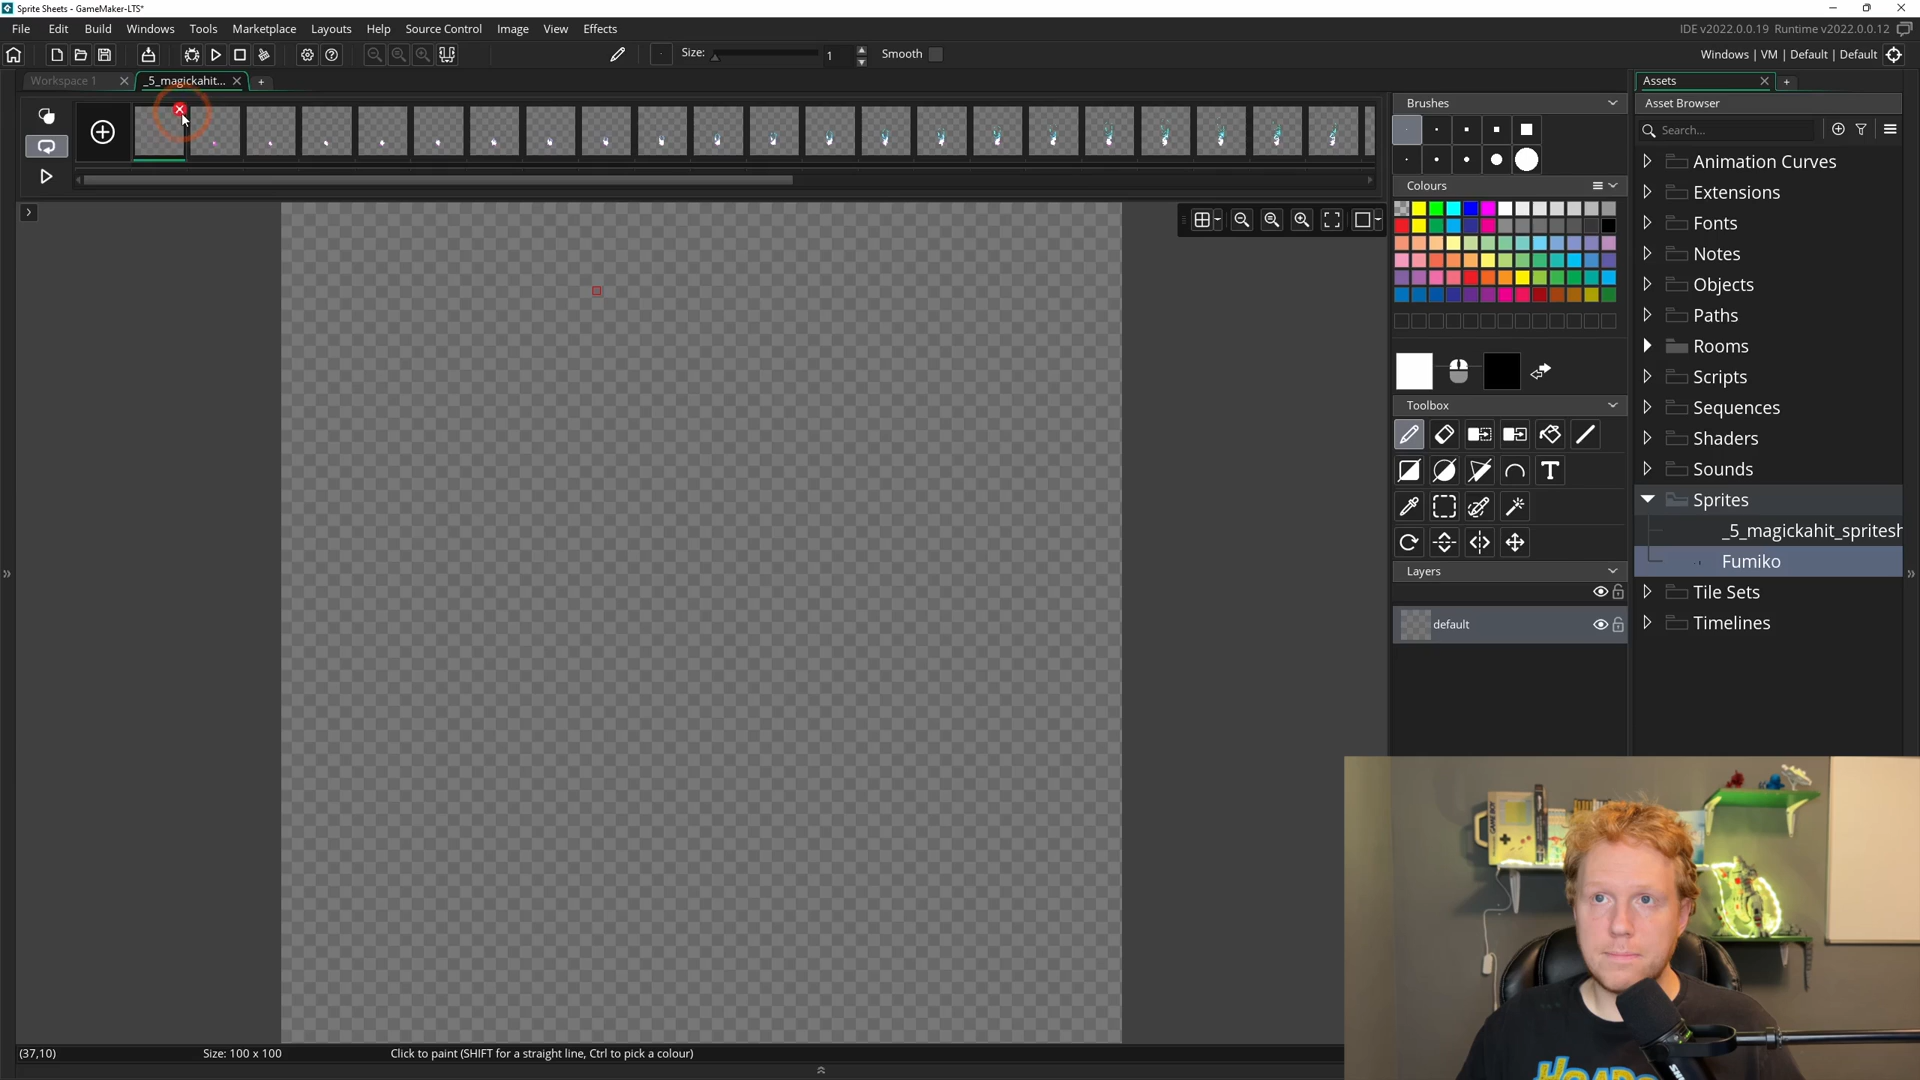 Sprite Sheets - GameMaker-LTS*
File Edit Build Windows Tools Help Marketplace Layouts Source Control Image View Effects
IDE v2022.0.0.19 Runtime v2022.0.0.12
Size: 1 Smooth
Windows | VM | Default | Default
Workspace 1
_5_magickahit...
Assets
Brushes
Asset Browser
Search...
Animation Curves
Colours
Extensions
Fonts
Notes
Objects
Paths
Rooms
Scripts
Toolbox
Sequences
Shaders
Sounds
Sprites
_5_magickahit_spritesh
Fumiko
Layers
Tile Sets
default
Timelines
(37,10)
Size: 100 x 100
Click to paint (SHIFT for a straight line, Ctrl to pick a colour)